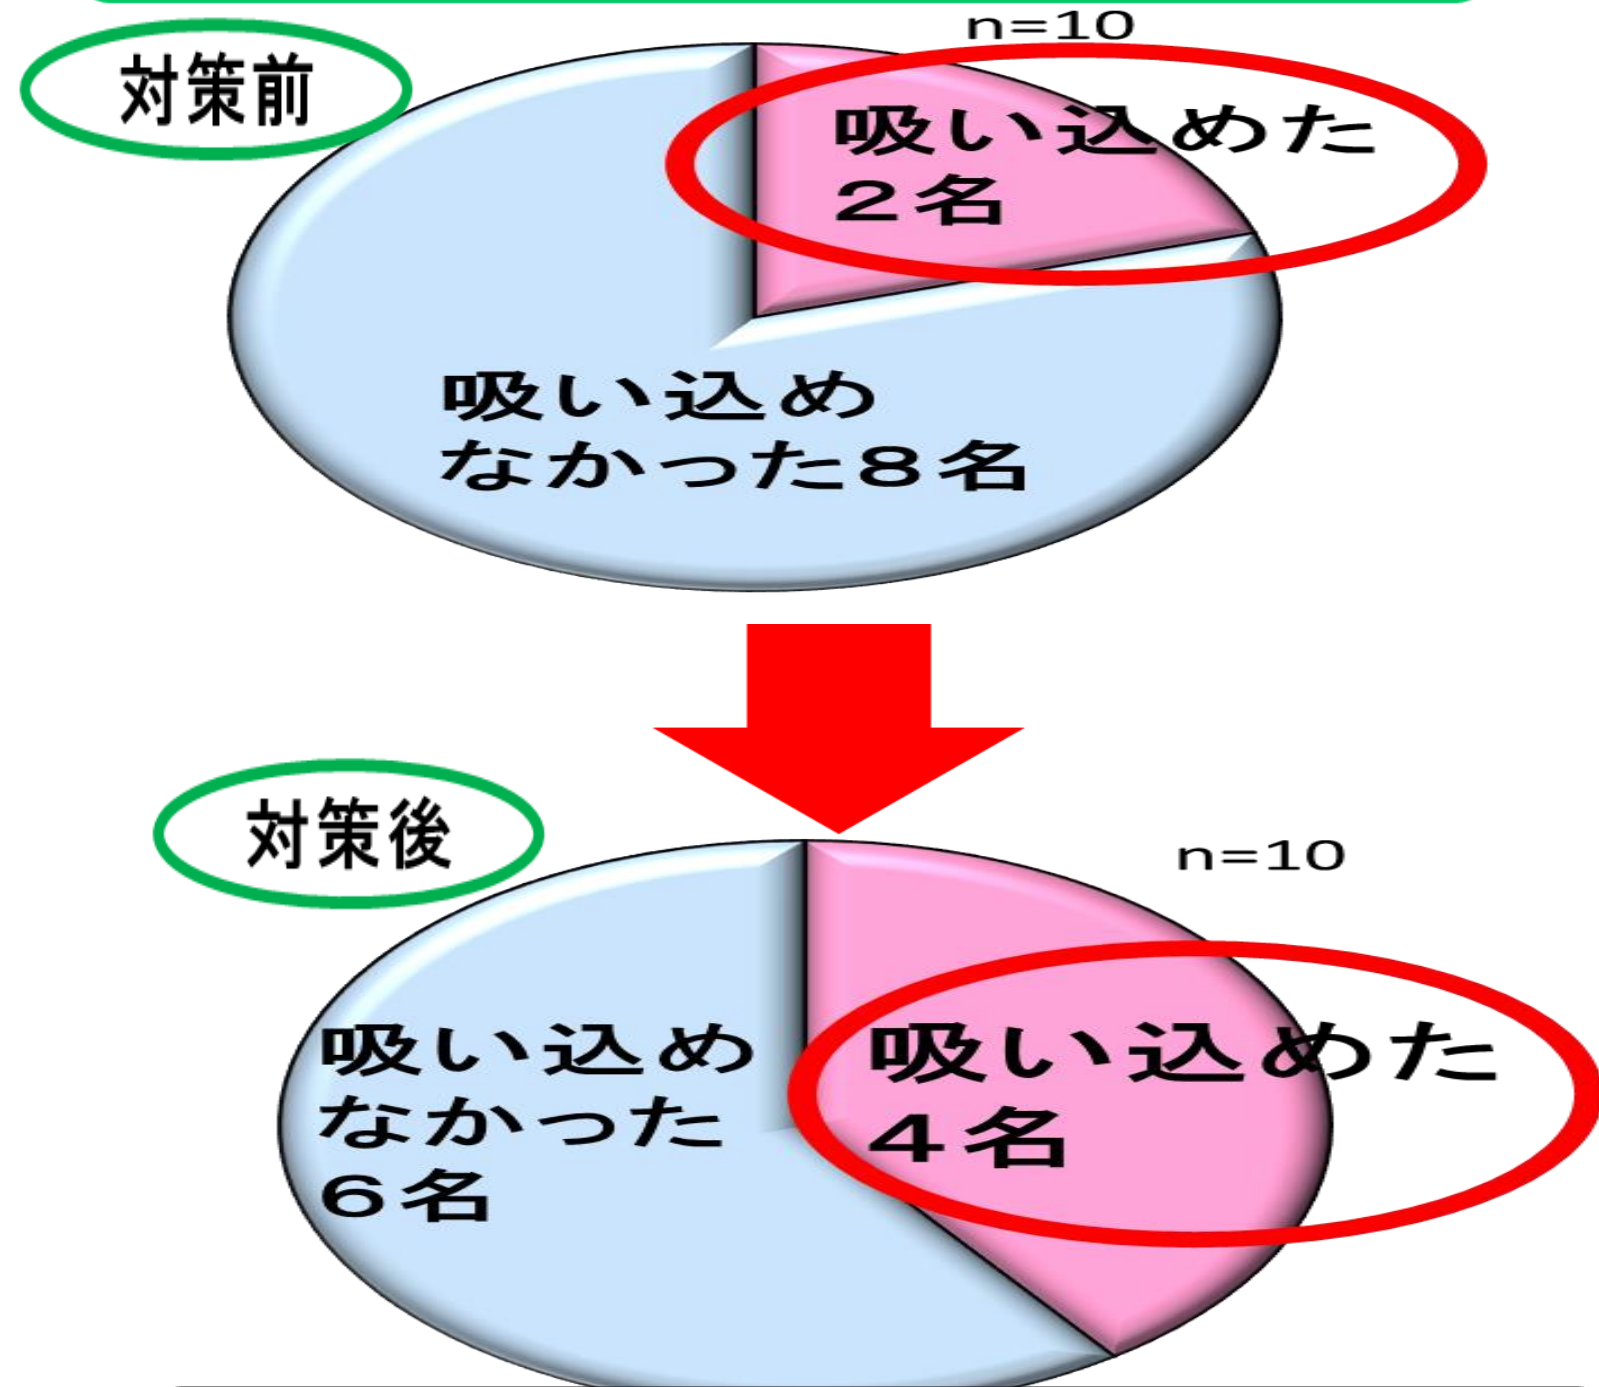 n=10
対策前
吸い込めた
２名
吸い込め
なかった８名
対策後
n=10
吸い込め
なかった
６名
吸い込めた
４名